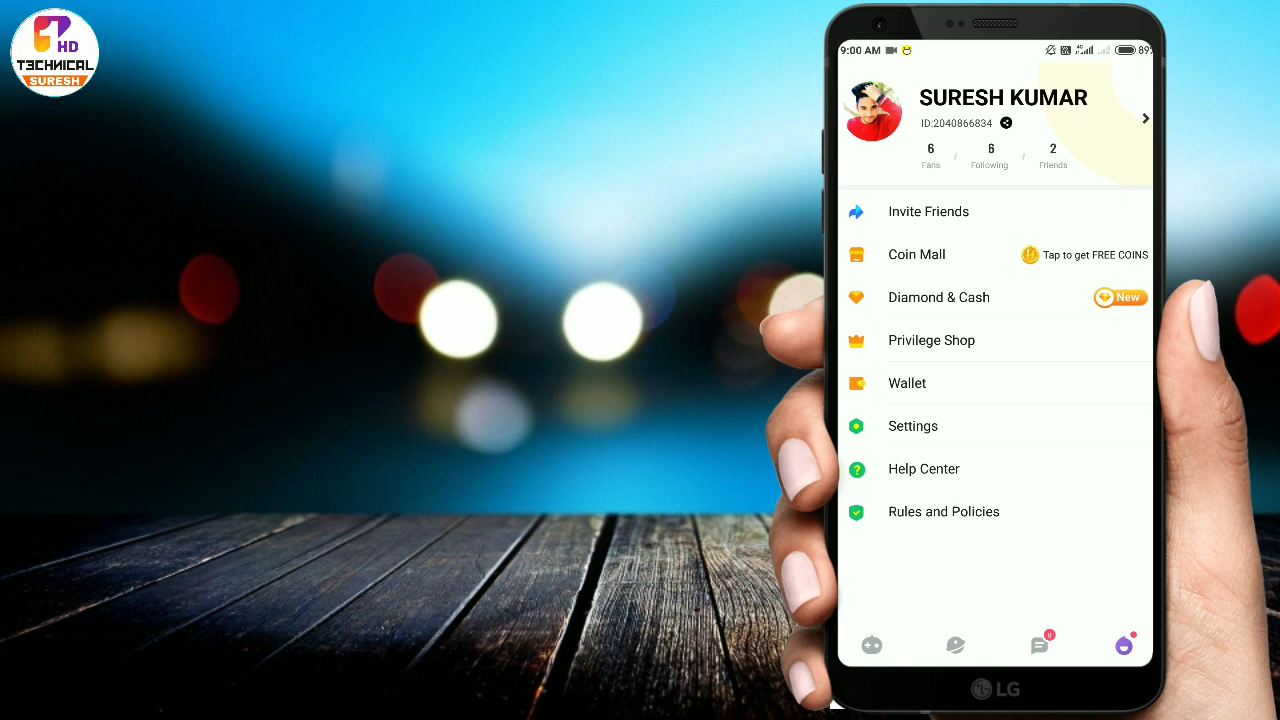 HD
TECHNICAL
SURESH
9:00 AM
4G
89%
SURESH KUMAR
ID:2040866834
6
6
2
/
/
Fans
Following
Friends
Invite Friends
Coin Mall
Tap to get FREE COINS
Diamond & Cash
New
Privilege Shop
Wallet
Settings
Help Center
Rules and Policies
LG